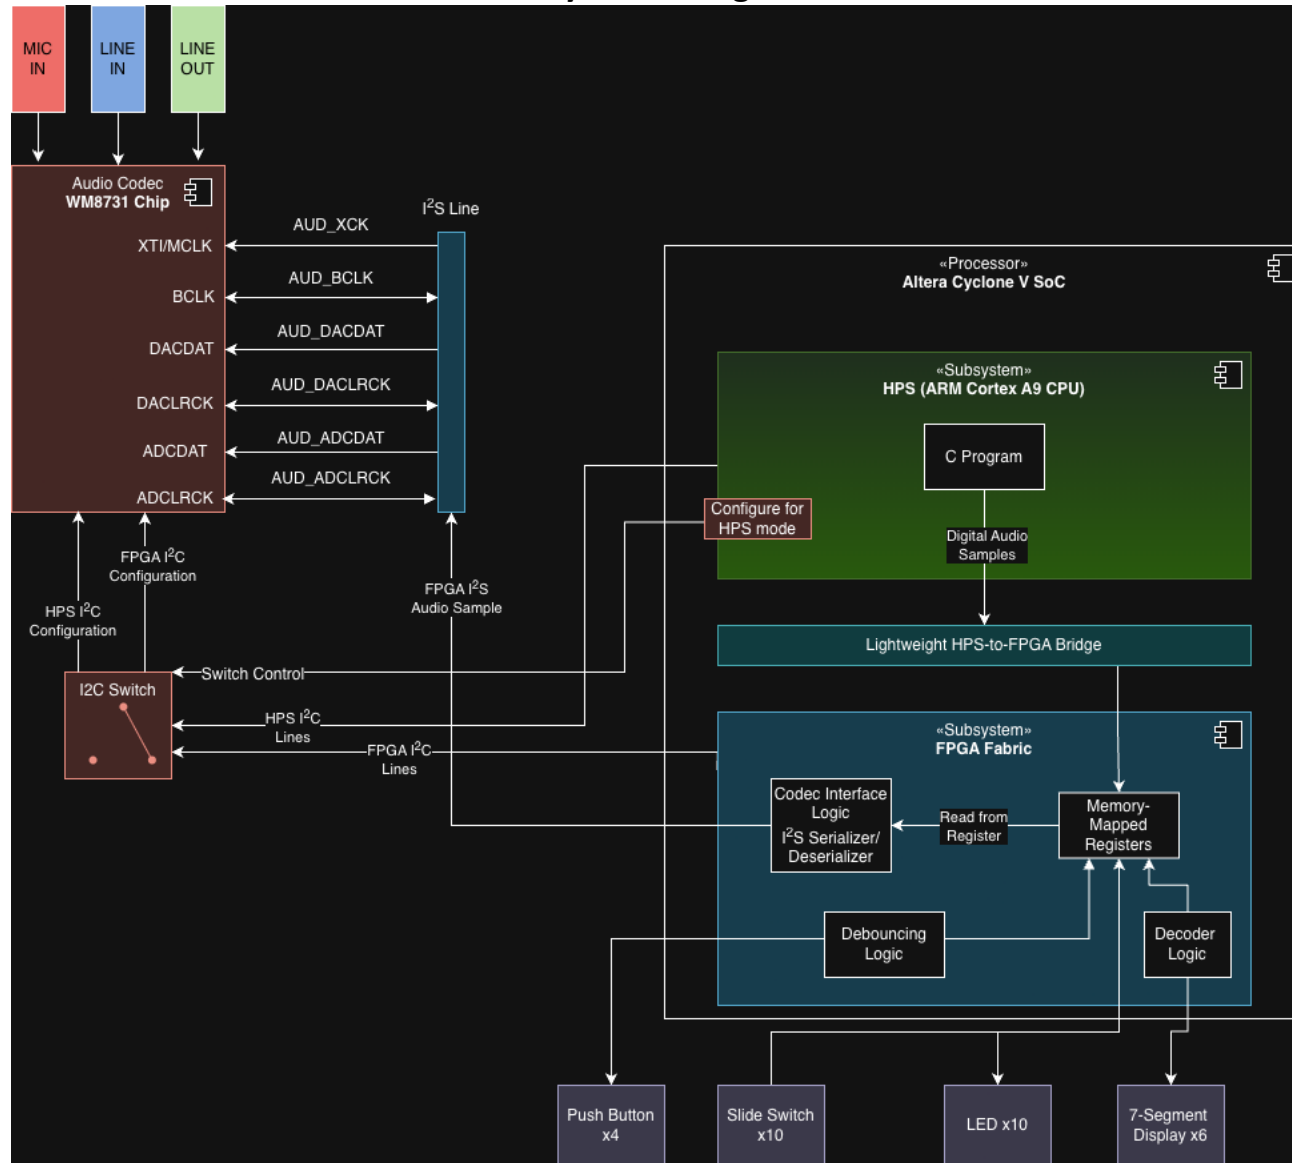 MIC
IN
LINE
IN
LINE
OUT
Audio Codec
WM8731 Chip
XTI/MCLK
BCLK
DACDAT
DACLRCK
ADCDAT
ADCLRCK
I²S Line
AUD_XCK
AUD_BCLK
AUD_DACDAT
AUD_DACLRCK
AUD_ADCDAT
AUD_ADCLRCK
«Processor»
Altera Cyclone V SoC
«Subsystem»
HPS (ARM Cortex A9 CPU)
C Program
Configure for
HPS mode
Digital Audio
Samples
FPGA I²C
Configuration
HPS I²C
Configuration
FPGA I²S
Audio Sample
Lightweight HPS-to-FPGA Bridge
I2C Switch
Switch Control
HPS I²C
Lines
FPGA I²C
Lines
«Subsystem»
FPGA Fabric
Codec Interface
Logic
I²S Serializer/
Deserializer
Read from
Register
Memory-
Mapped
Registers
Debouncing
Logic
Decoder
Logic
Push Button
x4
Slide Switch
x10
LED x10
7-Segment
Display x6